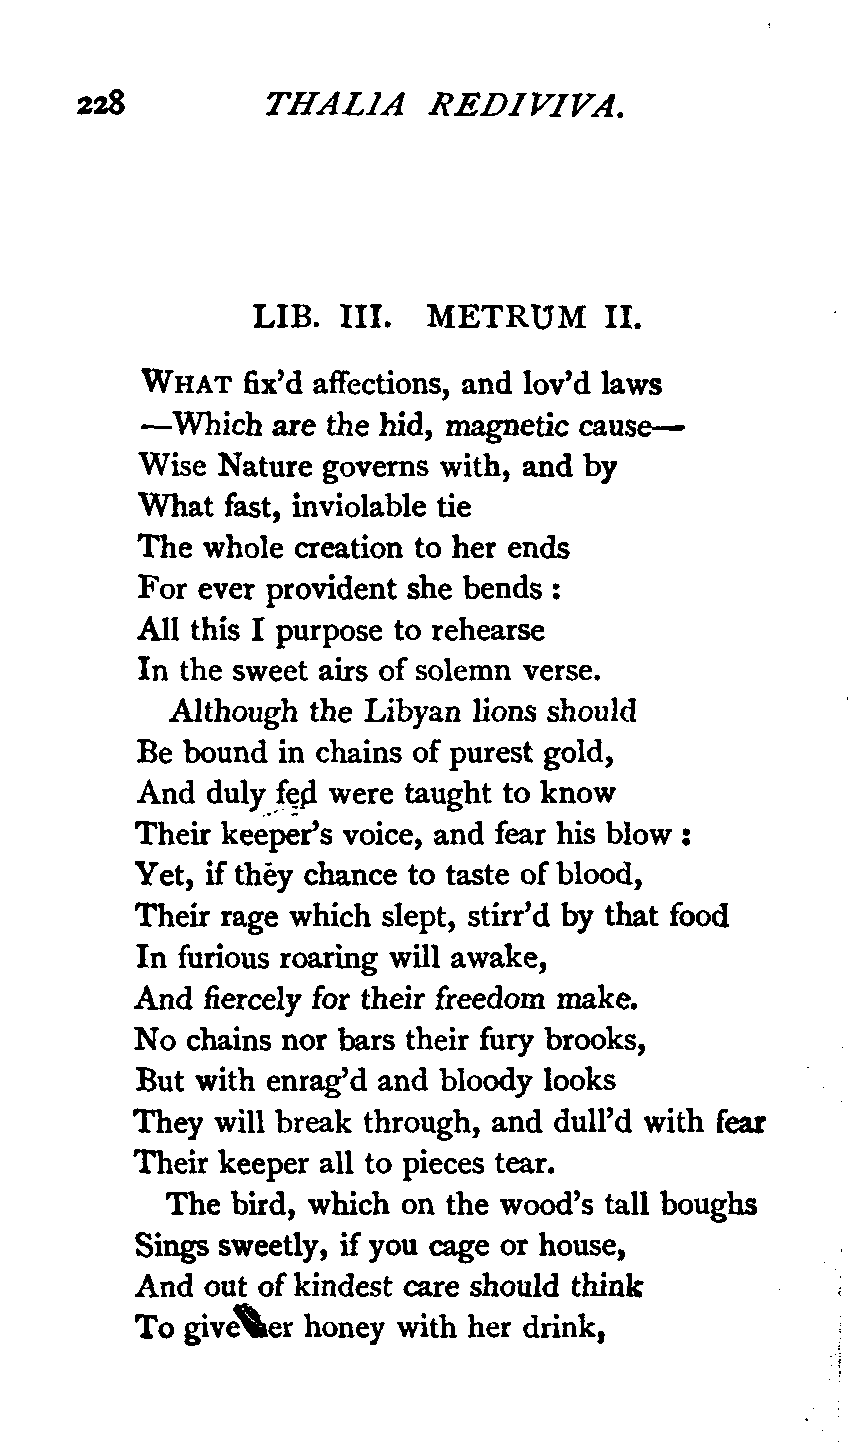 228 THALIA REDIVIVA.
LIB. III. METRUM II.
WHAT fix'd affections, and lov'd laws
—Which are the hid, magnetic cause—
Wise Nature governs with, and by
What fast, inviolable tie
The whole creation to her ends
For ever provident she bends :
All this I purpose to rehearse
In the sweet airs of solemn verse.
Although the Libyan lions should
Be bound in chains of purest gold,
And duly fed were taught to know
Their keeper's voice, and fear his blow :
Yet, if they chance to taste of blood,
Their rage which slept, stirr'd by that food
In furious roaring will awake,
And fiercely for their freedom make.
No chains nor bars their fury brooks,
But with enrag'd and bloody looks
They will break through, and dull'd with fear
Their keeper all to pieces tear.
The bird, which on the wood's tall boughs
Sings sweetly, if you cage or house,
And out of kindest care should think
To give her honey with her drink,